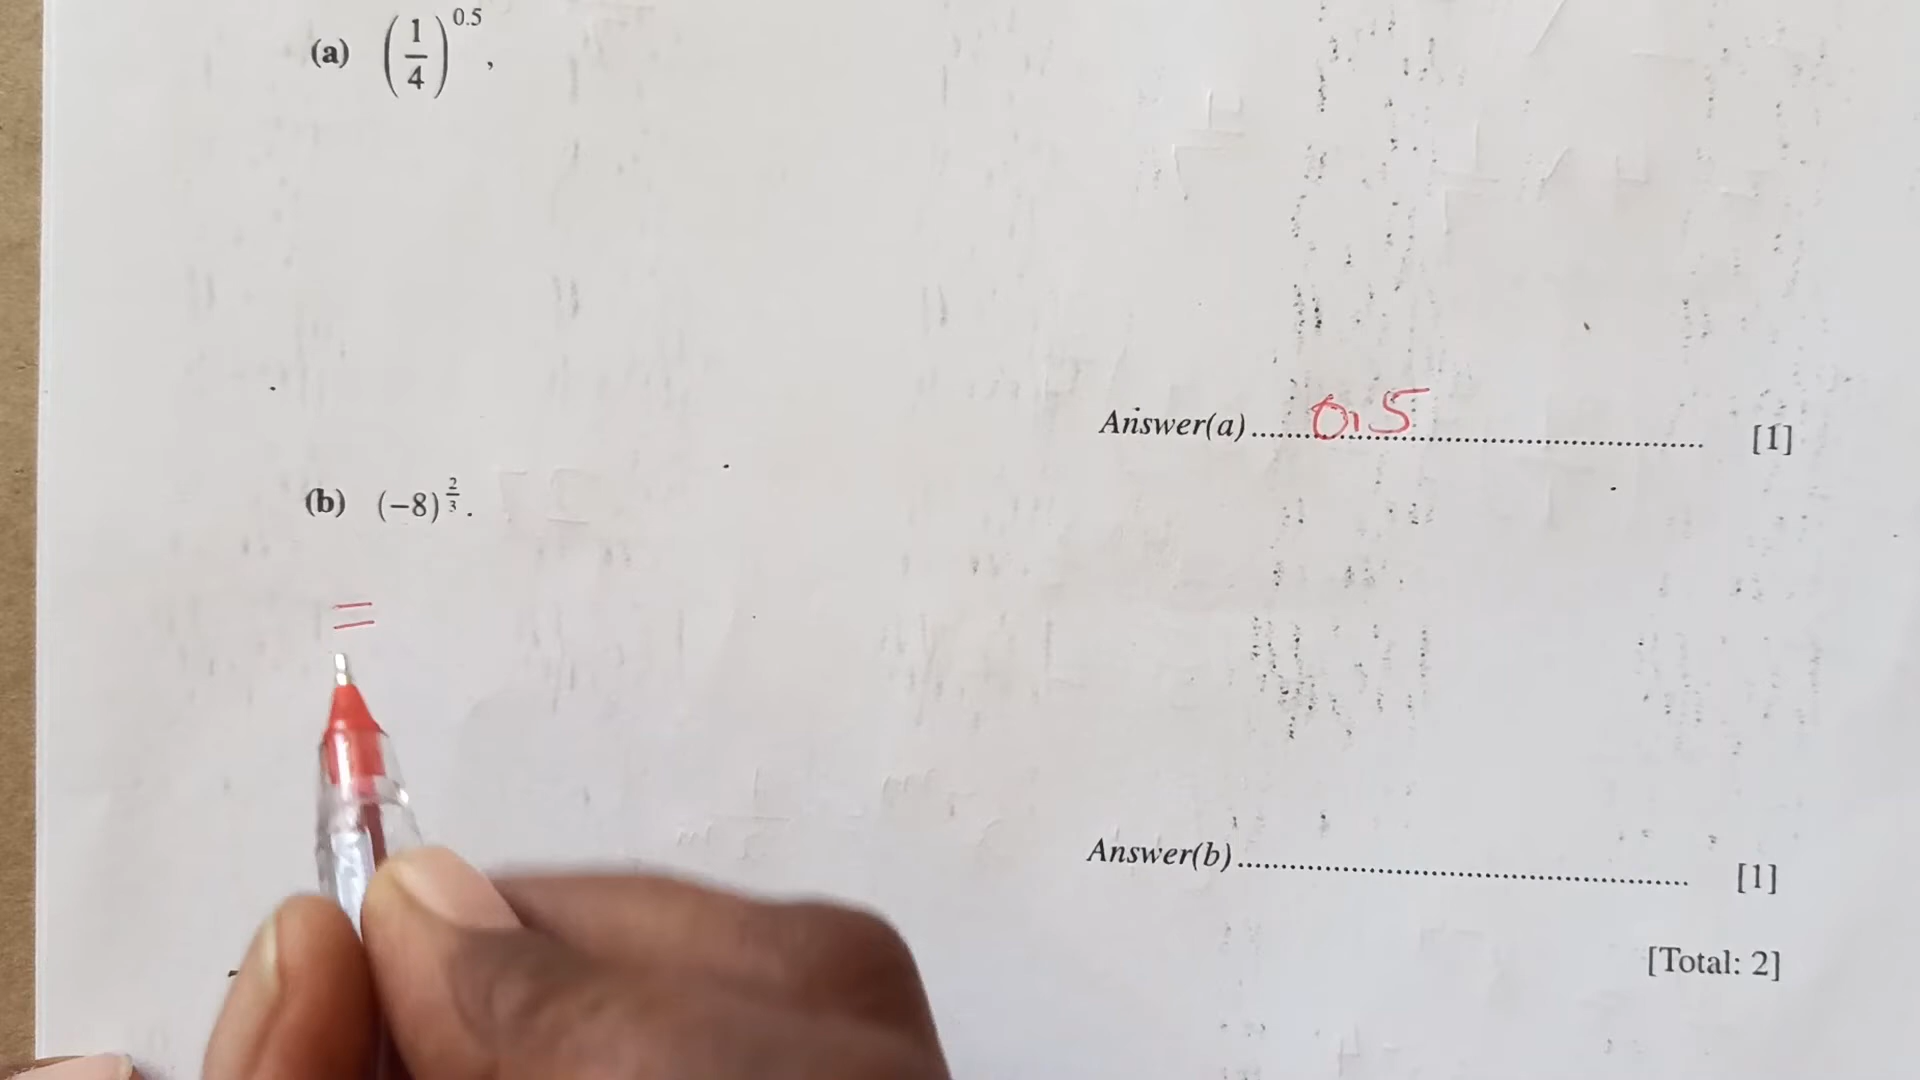 (a) (1/4)^0.5,
Answer(a)..........0.5.................... [1]
(b) (−8)^2/3.
=
Answer(b).............................. [1]
[Total: 2]